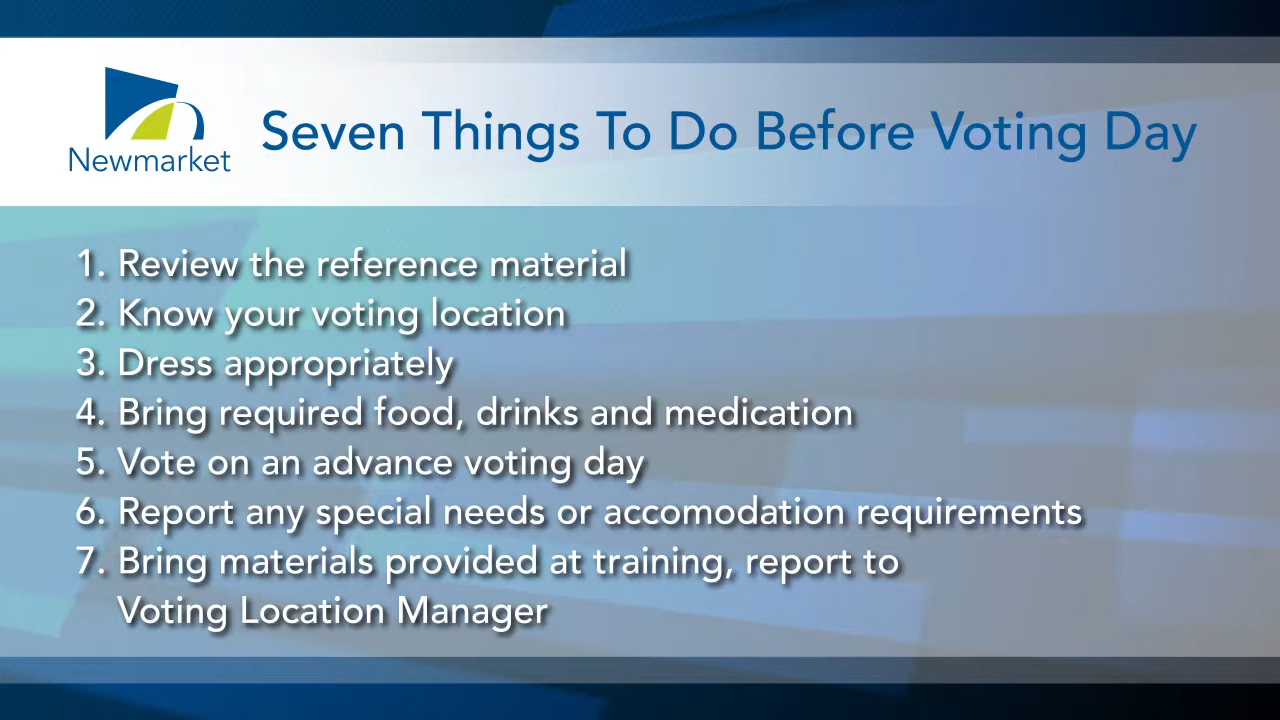 Newmarket
Seven Things To Do Before Voting Day
1. Review the reference material
2. Know your voting location
3. Dress appropriately
4. Bring required food, drinks and medication
5. Vote on an advance voting day
6. Report any special needs or accomodation requirements
7. Bring materials provided at training, report to
Voting Location Manager